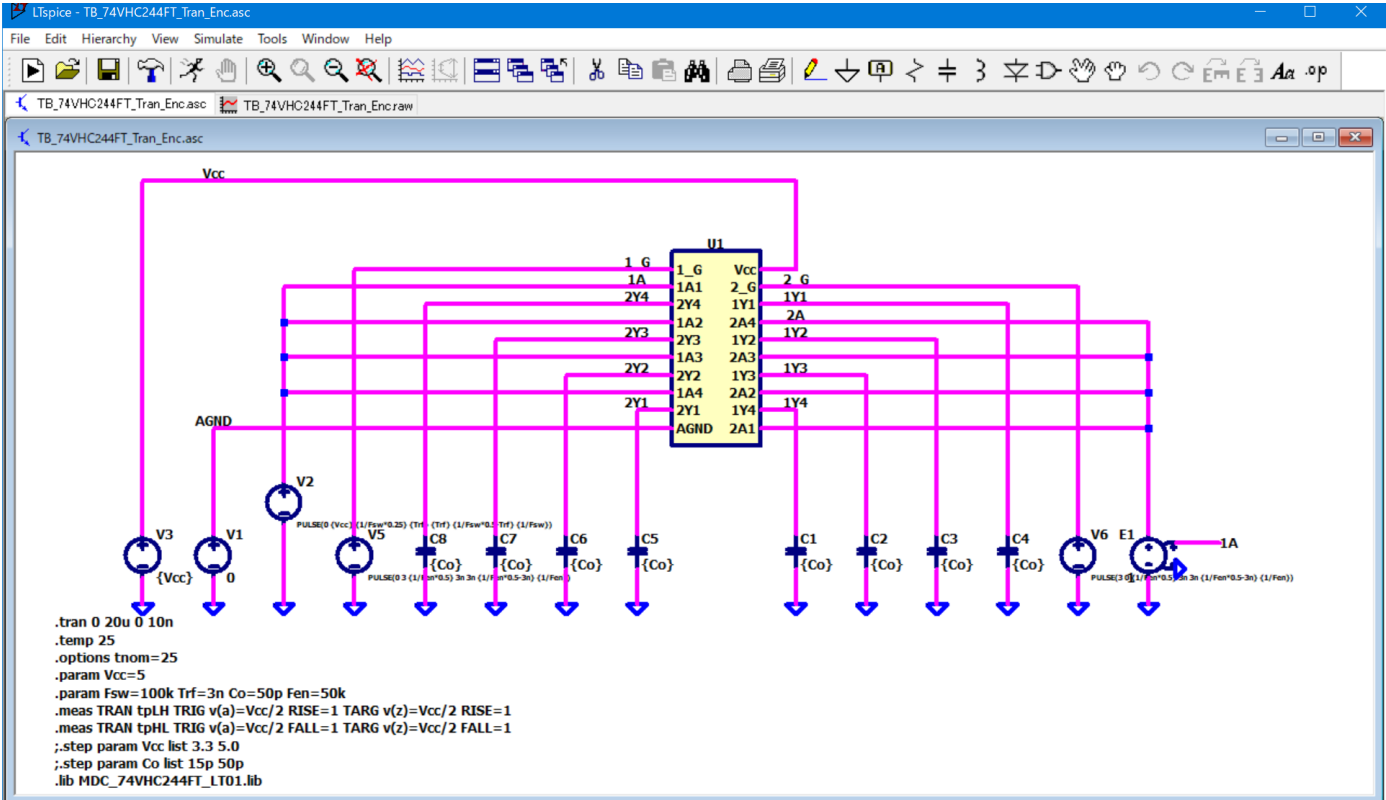 LTspice - TB_74VHC244FT_Tran_Enc.asc
File Edit Hierarchy View Simulate Tools Window Help
Aa .op
TB_74VHC244FT_Tran_Enc.asc TB_74VHC244FT_Tran_Enc.raw
TB_74VHC244FT_Tran_Enc.asc
Vcc
U1
1_G 1_G Vcc
1A 1A1 2_G 2_G
2Y4 2Y4 1Y1 1Y1
1A2 2A4 2A
2Y3 2Y3 1Y2 1Y2
1A3 2A3
2Y2 2Y2 1Y3 1Y3
1A4 2A2
2Y1 2Y1 1Y4 1Y4
AGND AGND 2A1
V2
PULSE(0 {Vcc} {1/Fsw*0.25} {Trf} {Trf} {1/Fsw*0.5-Trf} {1/Fsw})
V3 V1 V5 C8 C7 C6 C5 C1 C2 C3 C4 V6 E1 1A
{Vcc} 0 {Co} {Co} {Co} {Co} {Co} {Co} {Co} {Co} 1
PULSE(0 3 {1/Fen*0.5} 3n 3n {1/Fen*0.5-3n} {1/Fen})
PULSE(3 0 {1/Fen*0.5} 3n 3n {1/Fen*0.5-3n} {1/Fen})
.tran 0 20u 0 10n
.temp 25
.options tnom=25
.param Vcc=5
.param Fsw=100k Trf=3n Co=50p Fen=50k
.meas TRAN tpLH TRIG v(a)=Vcc/2 RISE=1 TARG v(z)=Vcc/2 RISE=1
.meas TRAN tpHL TRIG v(a)=Vcc/2 FALL=1 TARG v(z)=Vcc/2 FALL=1
;.step param Vcc list 3.3 5.0
;.step param Co list 15p 50p
.lib MDC_74VHC244FT_LT01.lib